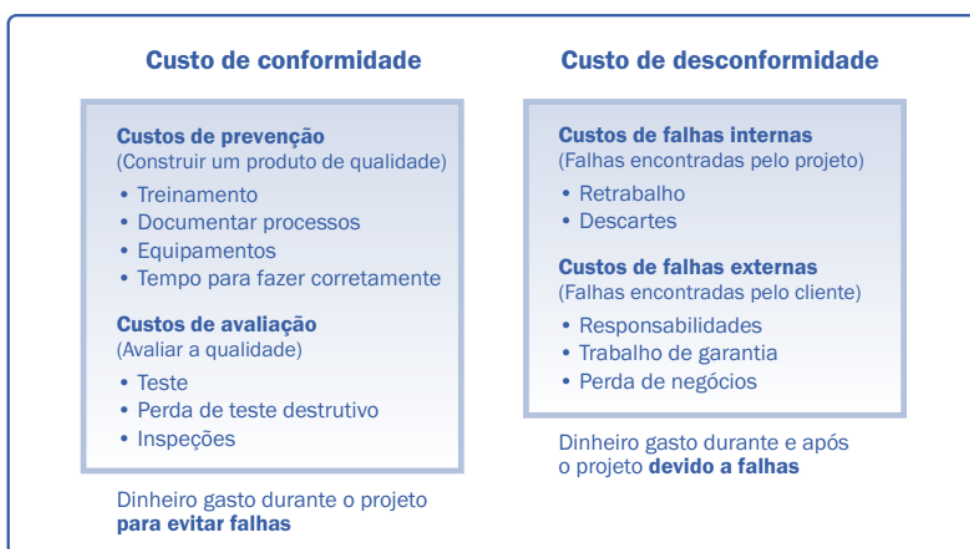 Custo de conformidade
Custos de prevenção
(Construir um produto de qualidade)
• Treinamento
• Documentar processos
• Equipamentos
• Tempo para fazer corretamente
Custos de avaliação
(Avaliar a qualidade)
• Teste
• Perda de teste destrutivo
• Inspeções
Dinheiro gasto durante o projeto
para evitar falhas
Custo de desconformidade
Custos de falhas internas
(Falhas encontradas pelo projeto)
• Retrabalho
• Descartes
Custos de falhas externas
(Falhas encontradas pelo cliente)
• Responsabilidades
• Trabalho de garantia
• Perda de negócios
Dinheiro gasto durante e após
o projeto devido a falhas